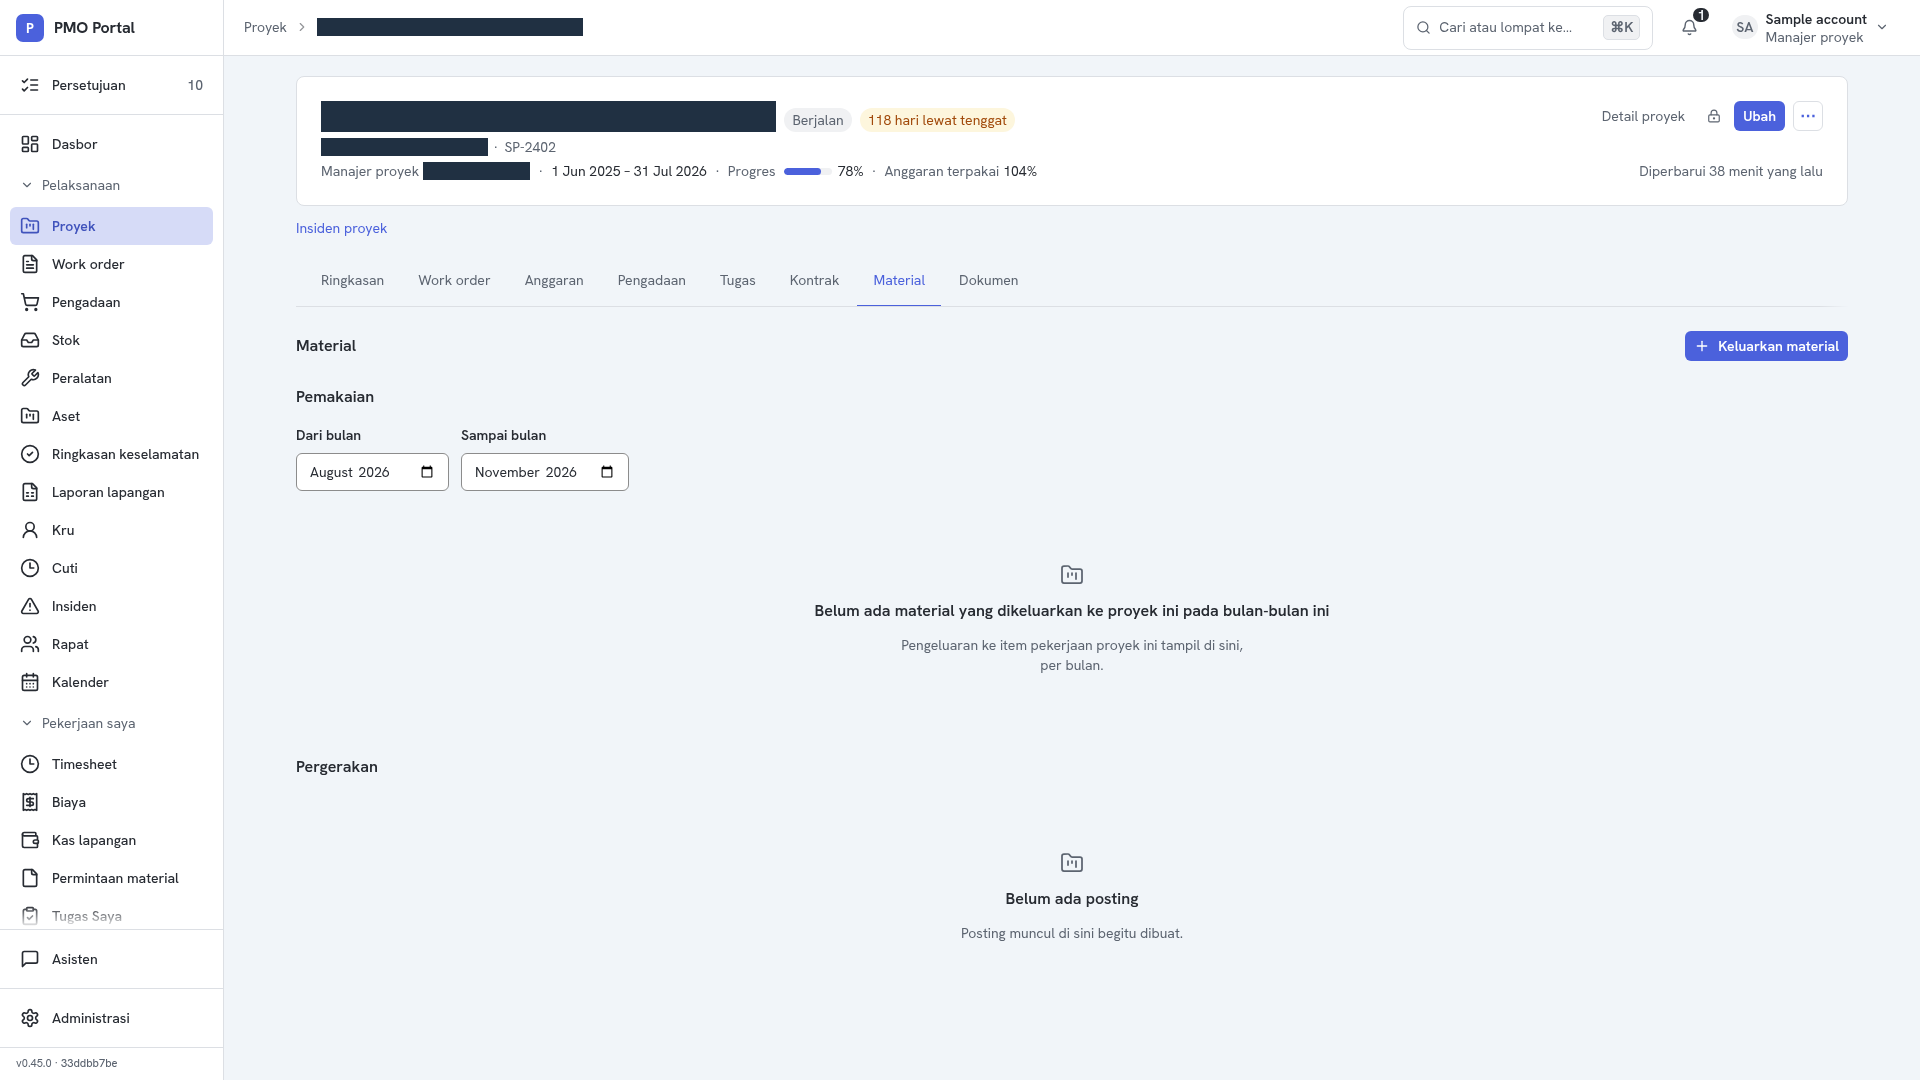 P PMO Portal
Persetujuan 10
Dasbor
Pelaksanaan
Proyek
Work order
Pengadaan
Stok
Peralatan
Aset
Ringkasan keselamatan
Laporan lapangan
Kru
Cuti
Insiden
Rapat
Kalender
Pekerjaan saya
Timesheet
Biaya
Kas lapangan
Permintaan material
Tugas Saya
Asisten
Administrasi
v0.45.0 · 33ddbb7be
Proyek
Cari atau lompat ke... ⌘K
1
SA Sample account
Manajer proyek
Berjalan 118 hari lewat tenggat
Detail proyek Ubah
· SP-2402
Manajer proyek · 1 Jun 2025 – 31 Jul 2026 · Progres 78% · Anggaran terpakai 104%
Diperbarui 38 menit yang lalu
Insiden proyek
Ringkasan Work order Anggaran Pengadaan Tugas Kontrak Material Dokumen
Material
Keluarkan material
Pemakaian
Dari bulan Sampai bulan
August 2026 November 2026
Belum ada material yang dikeluarkan ke proyek ini pada bulan-bulan ini
Pengeluaran ke item pekerjaan proyek ini tampil di sini,
per bulan.
Pergerakan
Belum ada posting
Posting muncul di sini begitu dibuat.